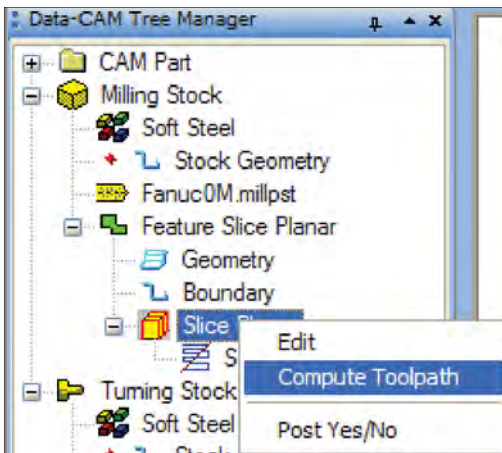 Data-CAM Tree Manager
CAM Part
Milling Stock
Soft Steel
Stock Geometry
Fanuc0M.millpst
Feature Slice Planar
Geometry
Boundary
Slice
Edit
S
Compute Toolpath
Turning Stock
Soft Steel
Post Yes/No